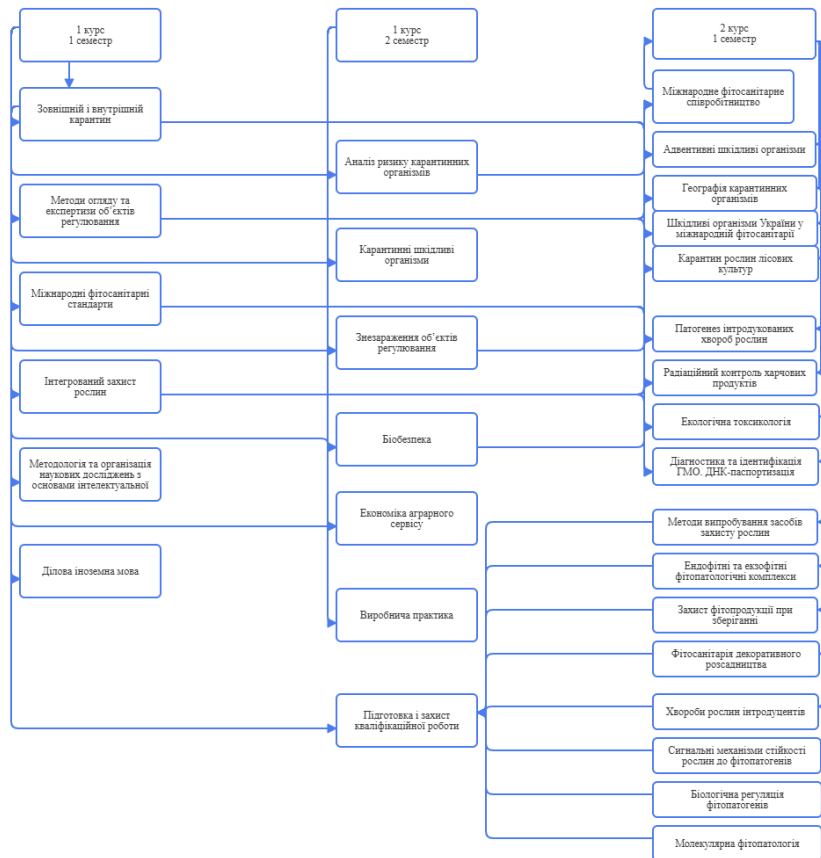 1 курс
1 семестр
Зовнішній і внутрішній
карантин
Методи огляду та
експертизи об’єктів
регулювання
Міжнародні фітосанітарні
стандарти
Інтегрований захист
рослин
Методологія та організація
наукових досліджень з
основами інтелектуальної
Ділова іноземна мова
1 курс
2 семестр
Аналіз ризику карантинних
організмів
Карантинні шкідливі
організми
Знезараження об’єктів
регулювання
Біобезпека
Економіка аграрного
сервісу
Виробнича практика
Підготовка і захист
кваліфікаційної роботи
2 курс
1 семестр
Міжнародне фітосанітарне
співробітництво
Адвентивні шкідливі організми
Географія карантинних
організмів
Шкідливі організми України у
міжнародній фітосанітарії
Карантин рослин лісових
культур
Патогенез інтродукованих
хвороб рослин
Радіаційний контроль харчових
продуктів
Екологічна токсикологія
Діагностика та ідентифікація
ГМО. ДНК-паспортизація
Методи випробування засобів
захисту рослин
Ендофітні та екзофітні
фітопатологічні комплекси
Захист фітопродукції при
зберіганні
Фітосанітарія декоративного
розсадництва
Хвороби рослин інтродуцентів
Сигнальні механізми стійкості
рослин до фітопатогенів
Біологічна регуляція
фітопатогенів
Молекулярна фітопатологія